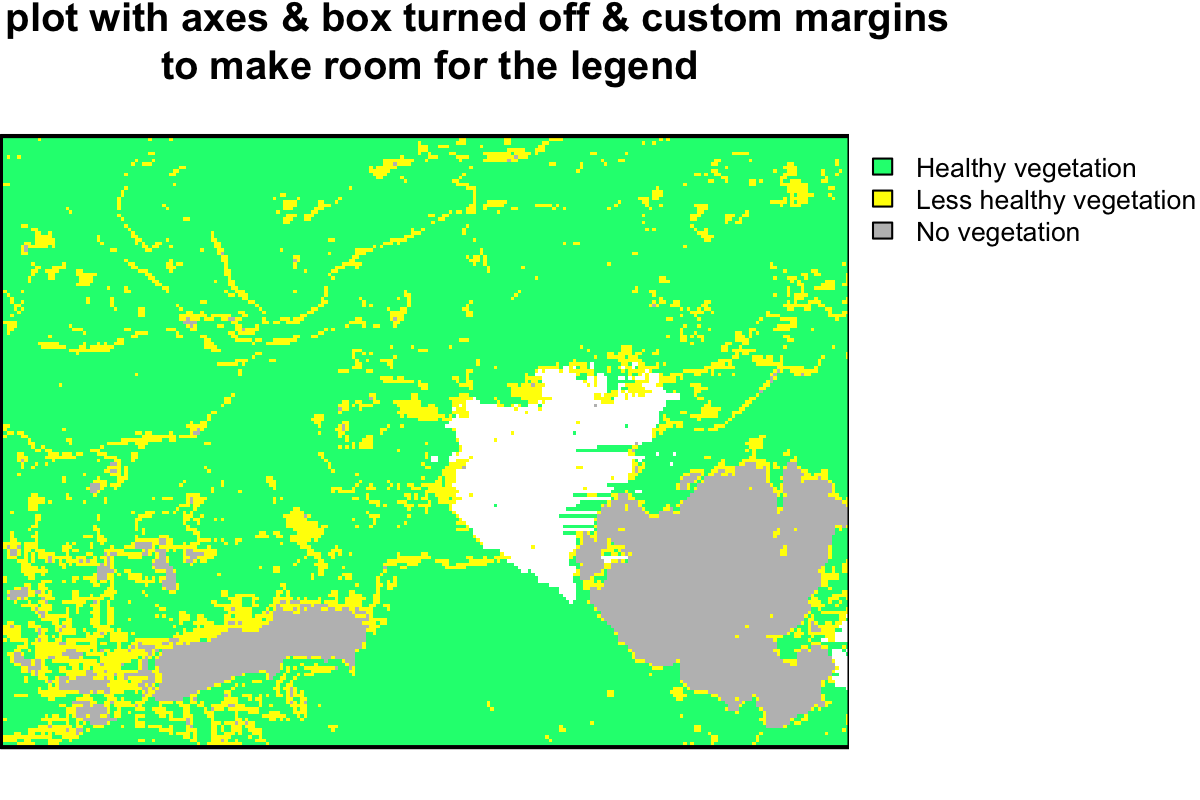 plot with axes & box turned off & custom margins
to make room for the legend
Healthy vegetation
Less healthy vegetation
No vegetation